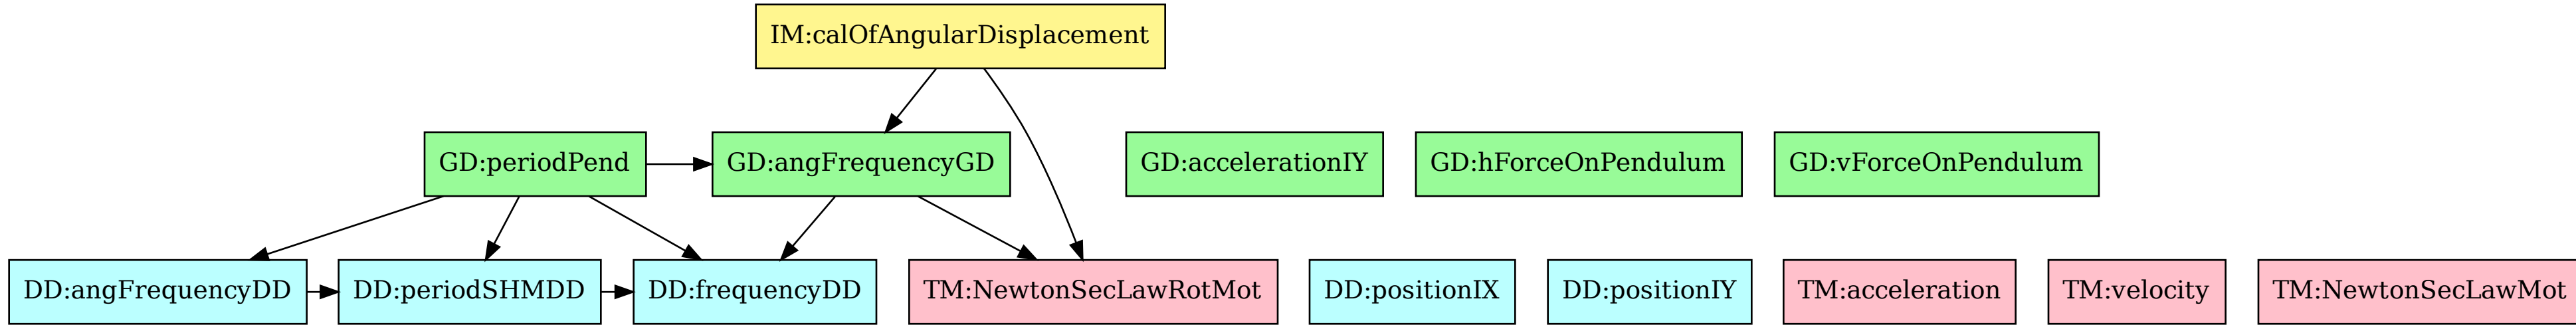 IM:calOfAngularDisplacement
GD:periodPend
GD:angFrequencyGD
GD:accelerationIY
GD:hForceOnPendulum
GD:vForceOnPendulum
DD:angFrequencyDD
DD:periodSHMDD
DD:frequencyDD
TM:NewtonSecLawRotMot
DD:positionIX
DD:positionIY
TM:acceleration
TM:velocity
TM:NewtonSecLawMot